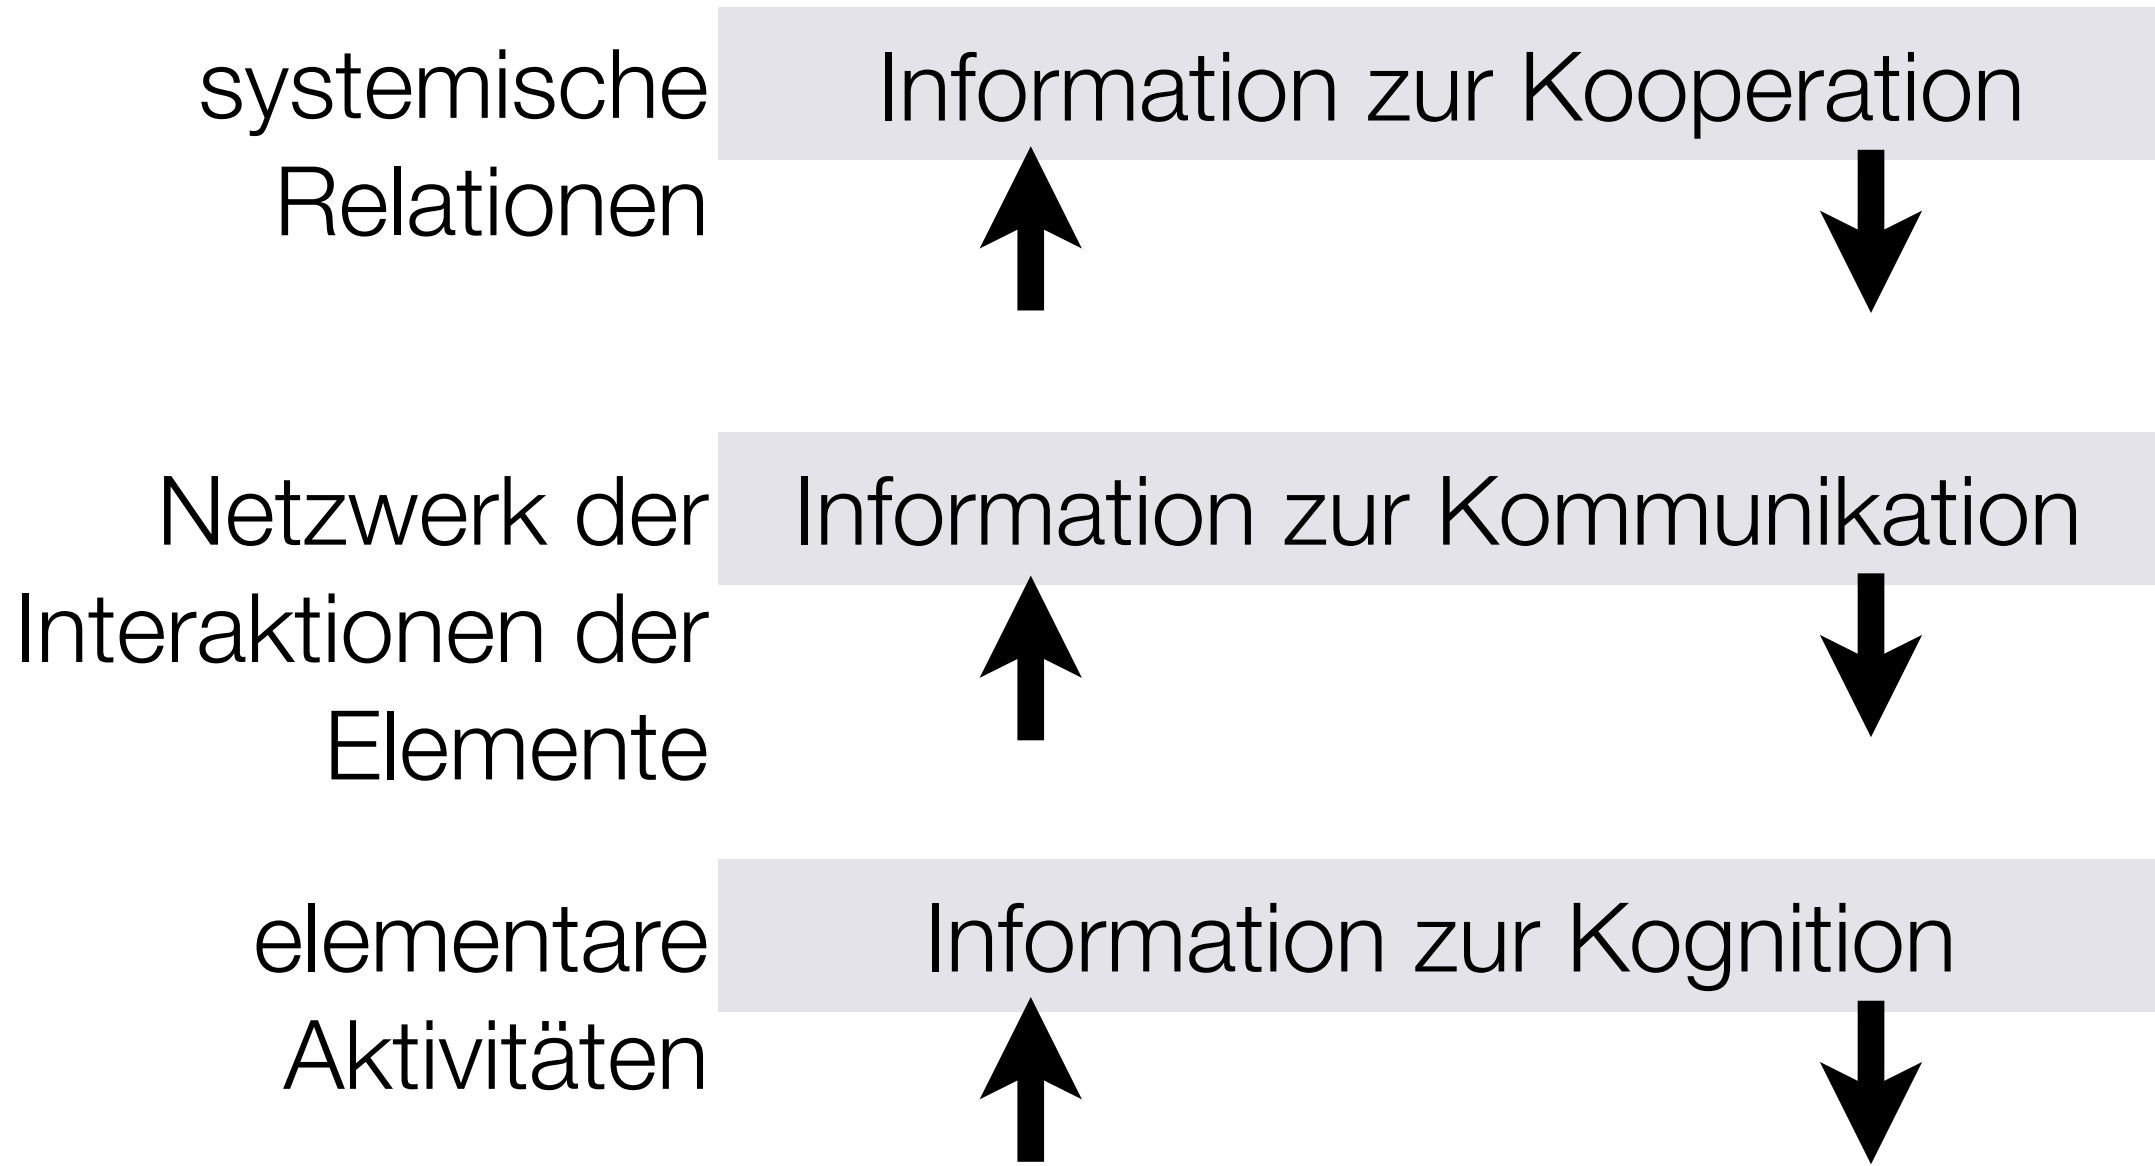 systemische
Relationen
Information zur Kooperation
Netzwerk der
Interaktionen der
Elemente
Information zur Kommunikation
elementare
Aktivitäten
Information zur Kognition